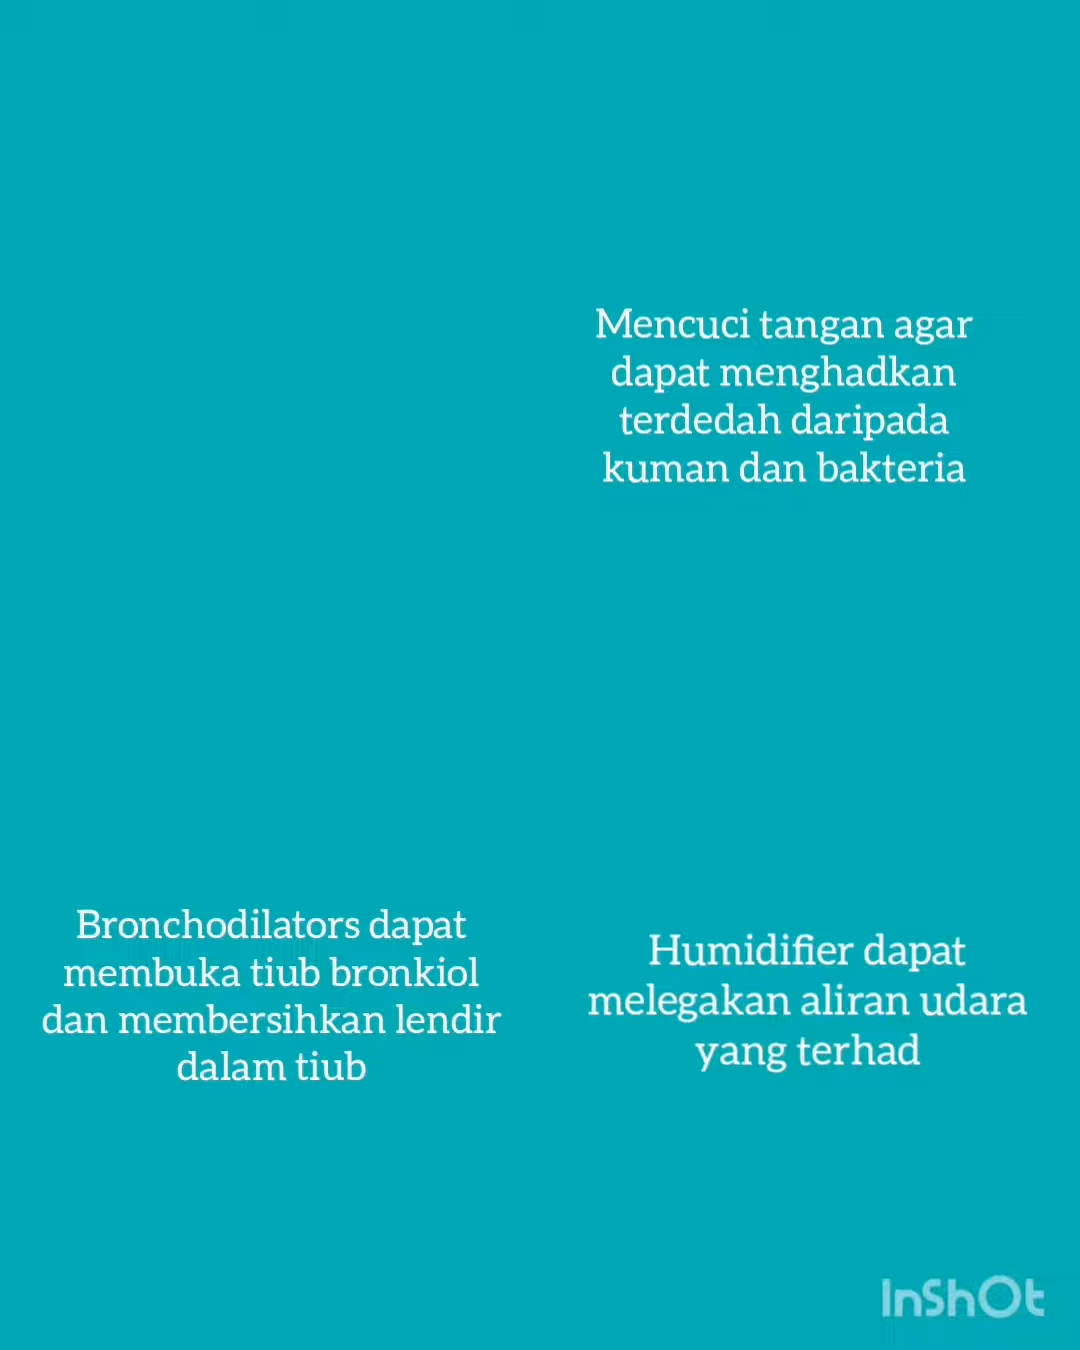 Mencuci tangan agar
dapat menghadkan
terdedah daripada
kuman dan bakteria
Bronchodilators dapat
membuka tiub bronkiol
dan membersihkan lendir
dalam tiub
Humidifier dapat
melegakan aliran udara
yang terhad
InShOt